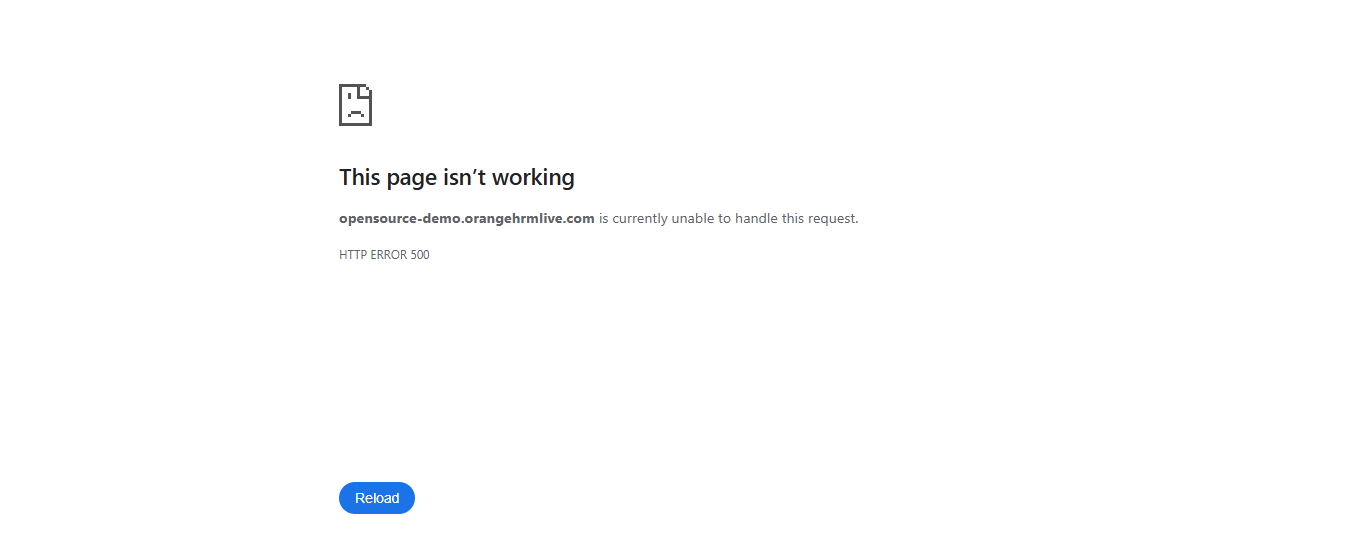 This page isn’t working
opensource-demo.orangehrmlive.com is currently unable to handle this request.
HTTP ERROR 500
Reload